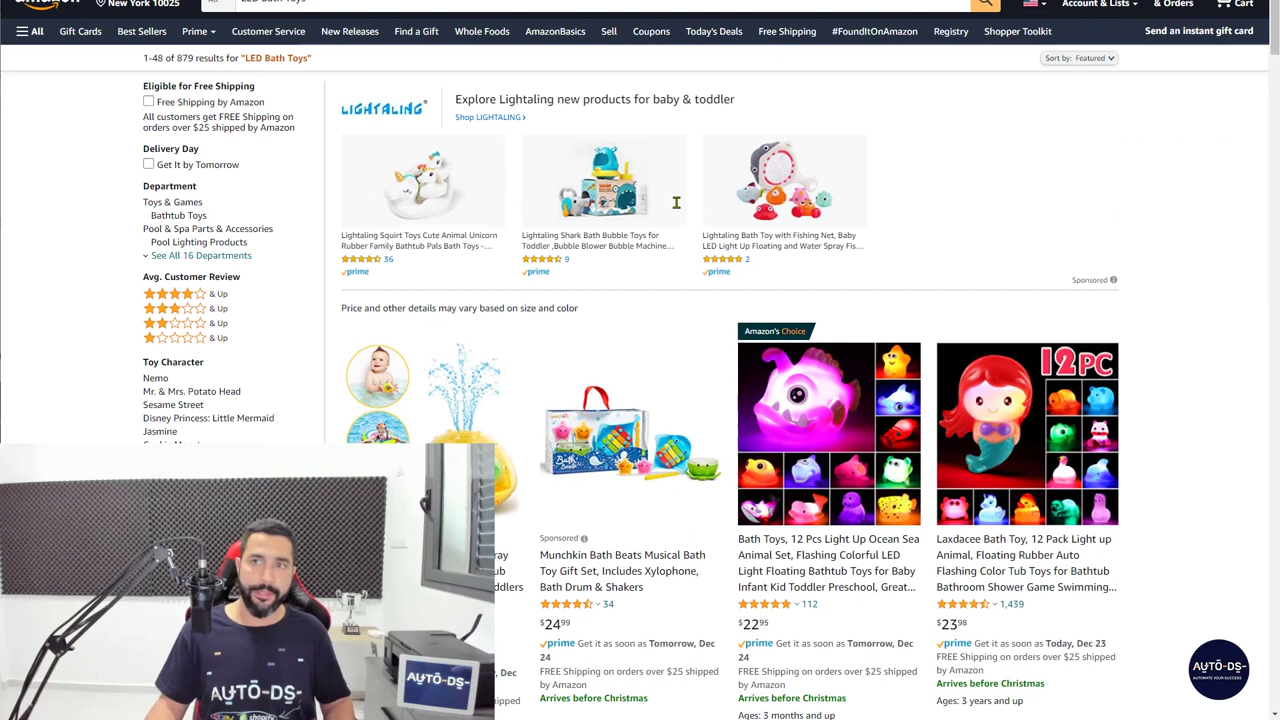 New York 10025
LED Bath Toys
Account & Lists
& Orders
Cart
All
Gift Cards
Best Sellers
Prime
Customer Service
New Releases
Find a Gift
Whole Foods
AmazonBasics
Sell
Coupons
Today's Deals
Free Shipping
#FoundItOnAmazon
Registry
Shopper Toolkit
Send an instant gift card
1-48 of 879 results for "LED Bath Toys"
Sort by: Featured
Eligible for Free Shipping
Free Shipping by Amazon
All customers get FREE Shipping on
orders over $25 shipped by Amazon
Delivery Day
Get It by Tomorrow
Department
Toys & Games
Bathtub Toys
Pool & Spa Parts & Accessories
Pool Lighting Products
See All 16 Departments
Avg. Customer Review
& Up
& Up
& Up
& Up
Toy Character
Nemo
Mr. & Mrs. Potato Head
Sesame Street
Disney Princess: Little Mermaid
Jasmine
LIGHTALING®
Explore Lightaling new products for baby & toddler
Shop LIGHTALING ›
Lightaling Squirt Toys Cute Animal Unicorn
Rubber Family Bathtub Pals Bath Toys -...
36
prime
Lightaling Shark Bath Bubble Toys for
Toddler ,Bubble Blower Bubble Machine...
9
prime
Lightaling Bath Toy with Fishing Net, Baby
LED Light Up Floating and Water Spray Fis...
2
prime
Sponsored
Price and other details may vary based on size and color
Sponsored
Munchkin Bath Beats Musical Bath
Toy Gift Set, Includes Xylophone,
Bath Drum & Shakers
34
$24 99
prime Get it as soon as Tomorrow, Dec
24
FREE Shipping on orders over $25 shipped
by Amazon
Arrives before Christmas
Amazon's Choice
Bath Toys, 12 Pcs Light Up Ocean Sea
Animal Set, Flashing Colorful LED
Light Floating Bathtub Toys for Baby
Infant Kid Toddler Preschool, Great...
112
$22 95
prime Get it as soon as Tomorrow, Dec
24
FREE Shipping on orders over $25 shipped
by Amazon
Arrives before Christmas
Ages: 3 months and up
12PC
Laxdacee Bath Toy, 12 Pack Light up
Animal, Floating Rubber Auto
Flashing Color Tub Toys for Bathtub
Bathroom Shower Game Swimming...
1,439
$23 98
prime Get it as soon as Today, Dec 23
FREE Shipping on orders over $25 shipped
by Amazon
Arrives before Christmas
Ages: 3 years and up
AUTŌ-DS-
shopify
AUTŌ-DS-
AUTŌ-DS-
AUTOMATE YOUR SUCCESS